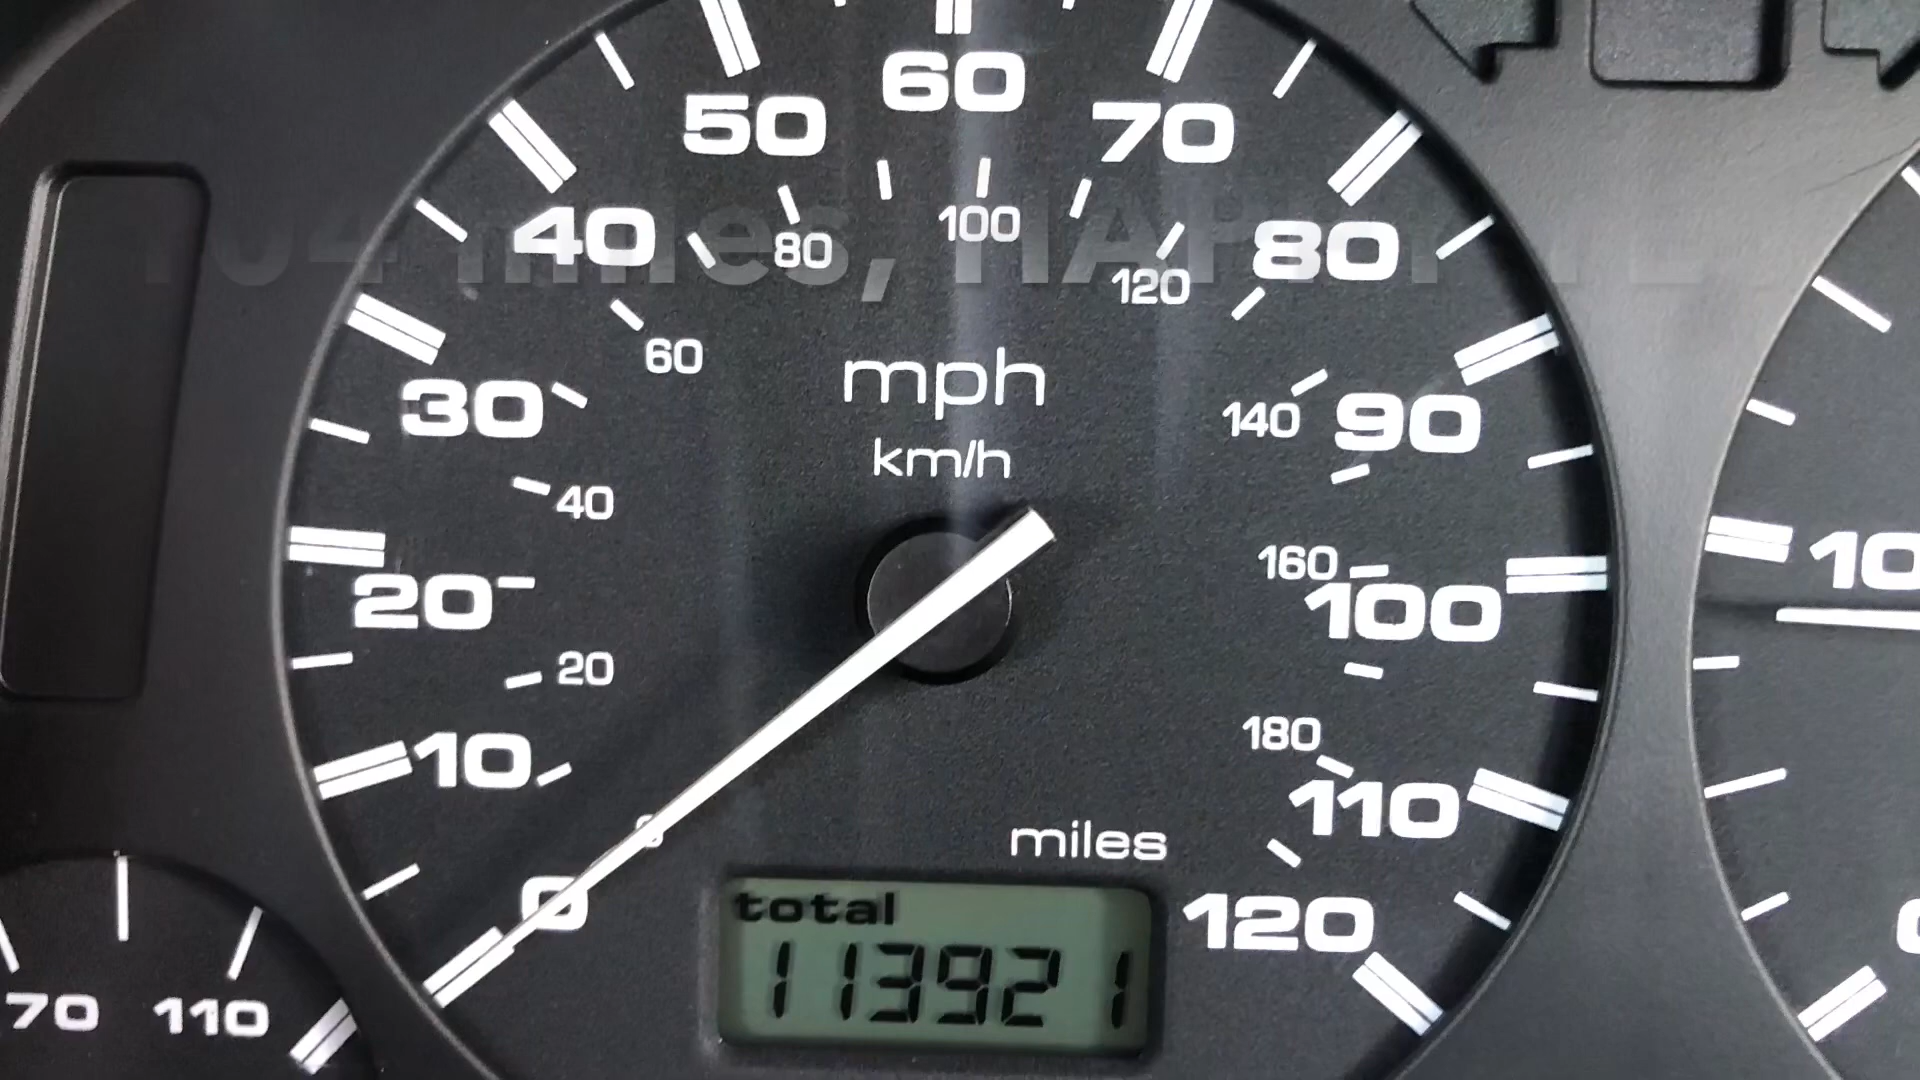 50 60 70
40 80 100 120 80
60
30 mph 140 90
km/h
40
20 160 100 10
20
10 180 110
0 miles 120
total
113921
70 110